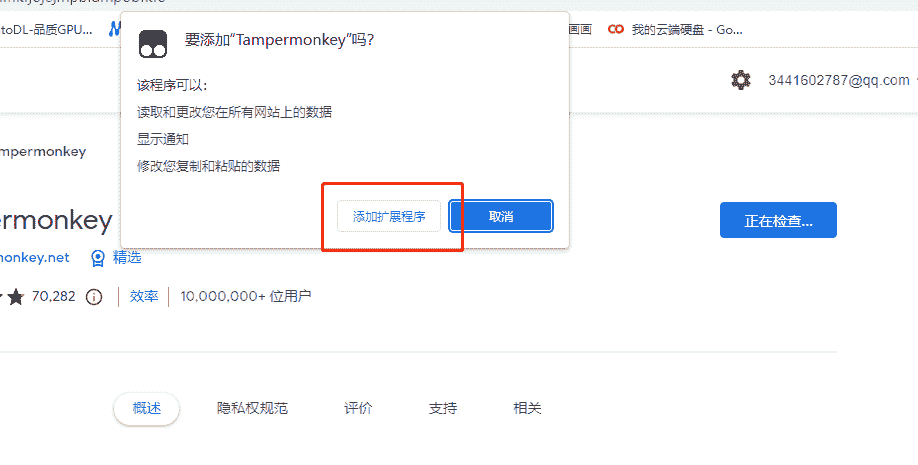 toDL-品质GPU...
要添加“Tampermonkey”吗?
画画
我的云端硬盘 - Go...
该程序可以:
读取和更改您在所有网站上的数据
显示通知
修改您复制和粘贴的数据
添加扩展程序
取消
3441602787@qq.com
mpermonkey
ermonkey
正在检查...
monkey.net
精选
70,282
效率
10,000,000+ 位用户
概述
隐私权规范
评价
支持
相关